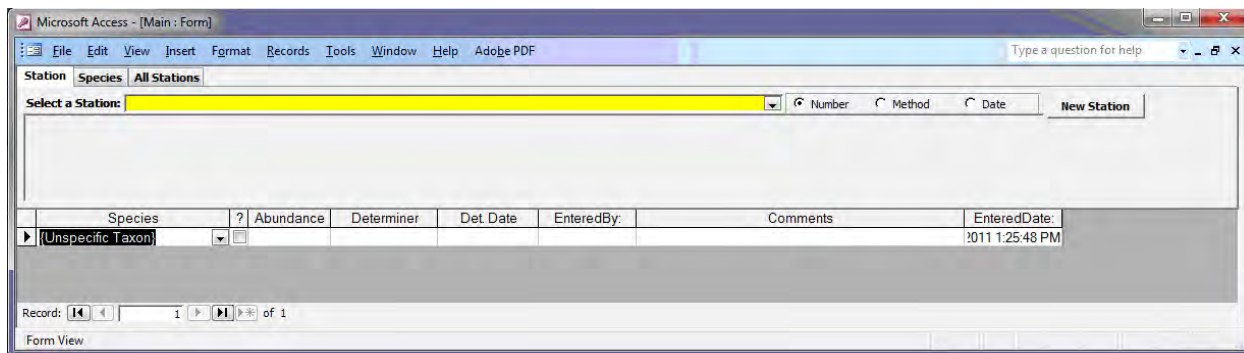 Microsoft Access - [Main : Form]
File Edit View Insert Format Records Tools Window Help Adobe PDF Type a question for help
Station Species All Stations
Select a Station: Number Method Date New Station
Species ? Abundance Determiner Det. Date EnteredBy: Comments EnteredDate:
{Unspecific Taxon} 2011 1:25:48 PM
Record: 1 of 1
Form View